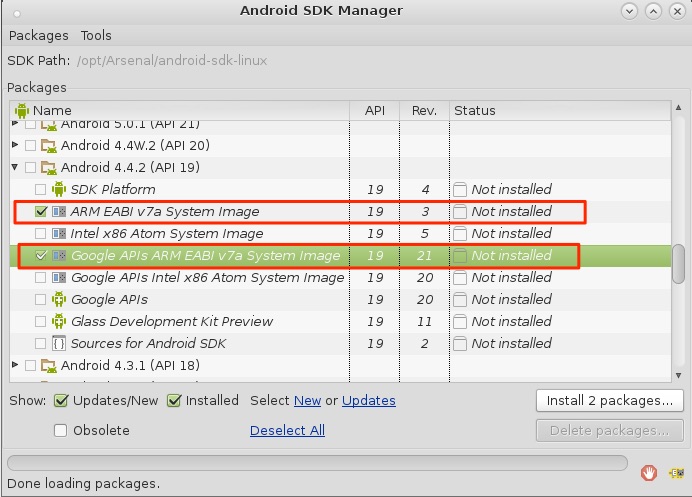 Android SDK Manager
Packages Tools
SDK Path: /opt/Arsenal/android-sdk-linux
Packages
Name API Rev. Status
Android 5.0.1 (API 21)
Android 4.4W.2 (API 20)
Android 4.4.2 (API 19)
SDK Platform 19 4 Not installed
ARM EABI v7a System Image 19 3 Not installed
Intel x86 Atom System Image 19 5 Not installed
Google APIs ARM EABI v7a System Image 19 21 Not installed
Google APIs Intel x86 Atom System Image 19 20 Not installed
Google APIs 19 20 Not installed
Glass Development Kit Preview 19 11 Not installed
Sources for Android SDK 19 2 Not installed
Android 4.3.1 (API 18)
Show: Updates/New Installed Select New or Updates Install 2 packages...
Obsolete Deselect All Delete packages...
Done loading packages.